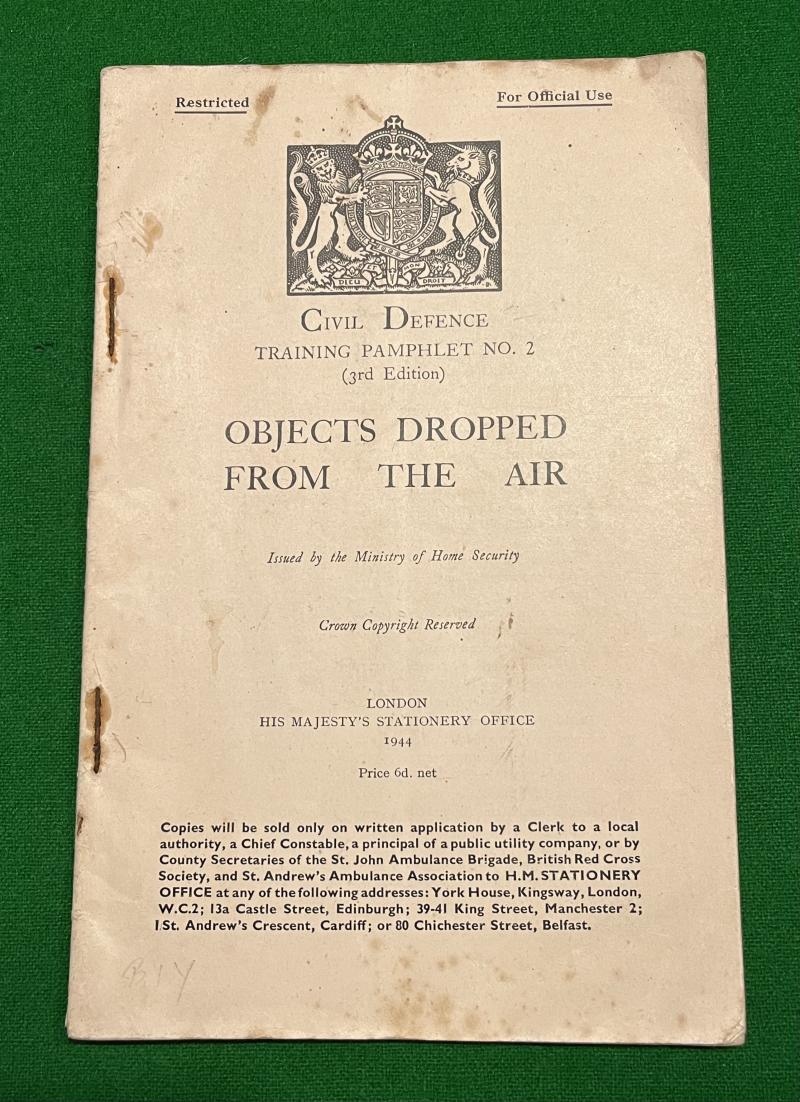 Restricted
For Official Use
DIEU ET MON DROIT
Civil Defence
TRAINING PAMPHLET NO. 2
(3rd Edition)
OBJECTS DROPPED
FROM THE AIR
Issued by the Ministry of Home Security
Crown Copyright Reserved
LONDON
HIS MAJESTY'S STATIONERY OFFICE
1944
Price 6d. net
Copies will be sold only on written application by a Clerk to a local
authority, a Chief Constable, a principal of a public utility company, or by
County Secretaries of the St. John Ambulance Brigade, British Red Cross
Society, and St. Andrew's Ambulance Association to H.M. STATIONERY
OFFICE at any of the following addresses: York House, Kingsway, London,
W.C.2; 13a Castle Street, Edinburgh; 39-41 King Street, Manchester 2;
1 St. Andrew's Crescent, Cardiff; or 80 Chichester Street, Belfast.